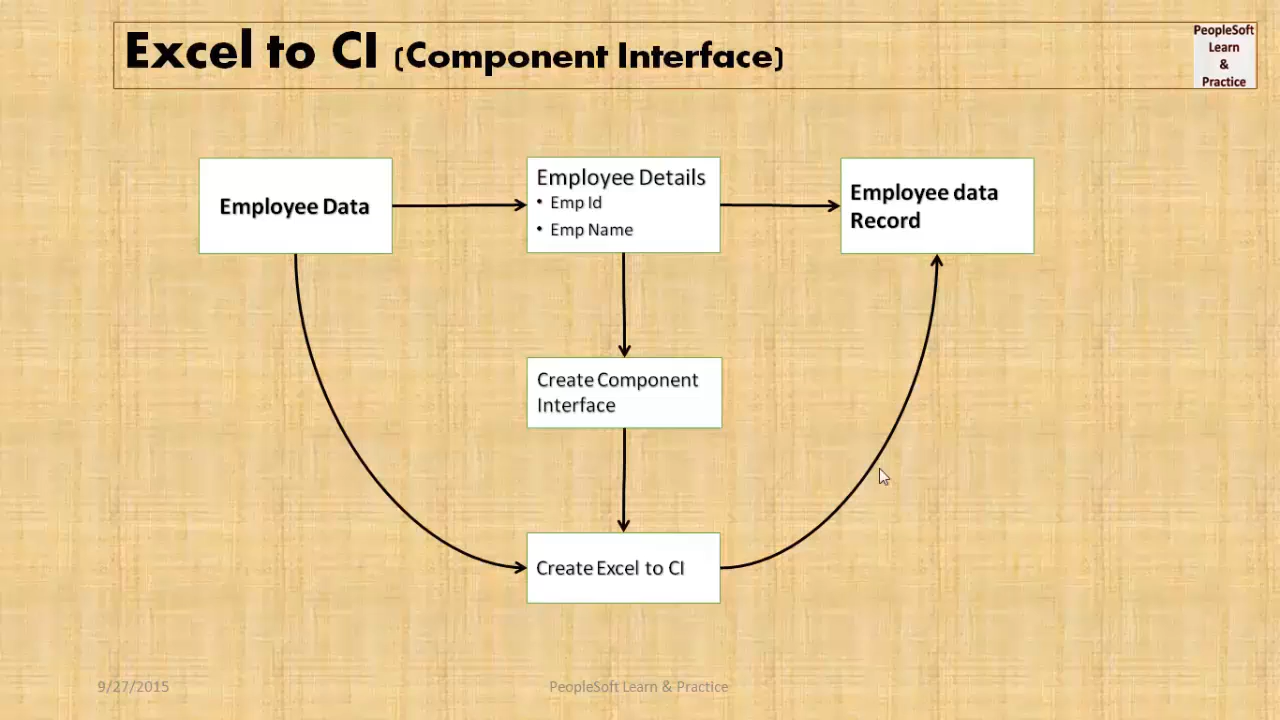 Excel to CI (Component Interface)
PeopleSoft
Learn
&
Practice
Employee Data
Employee Details
• Emp Id
• Emp Name
Employee data
Record
Create Component
Interface
Create Excel to CI
9/27/2015
PeopleSoft Learn & Practice